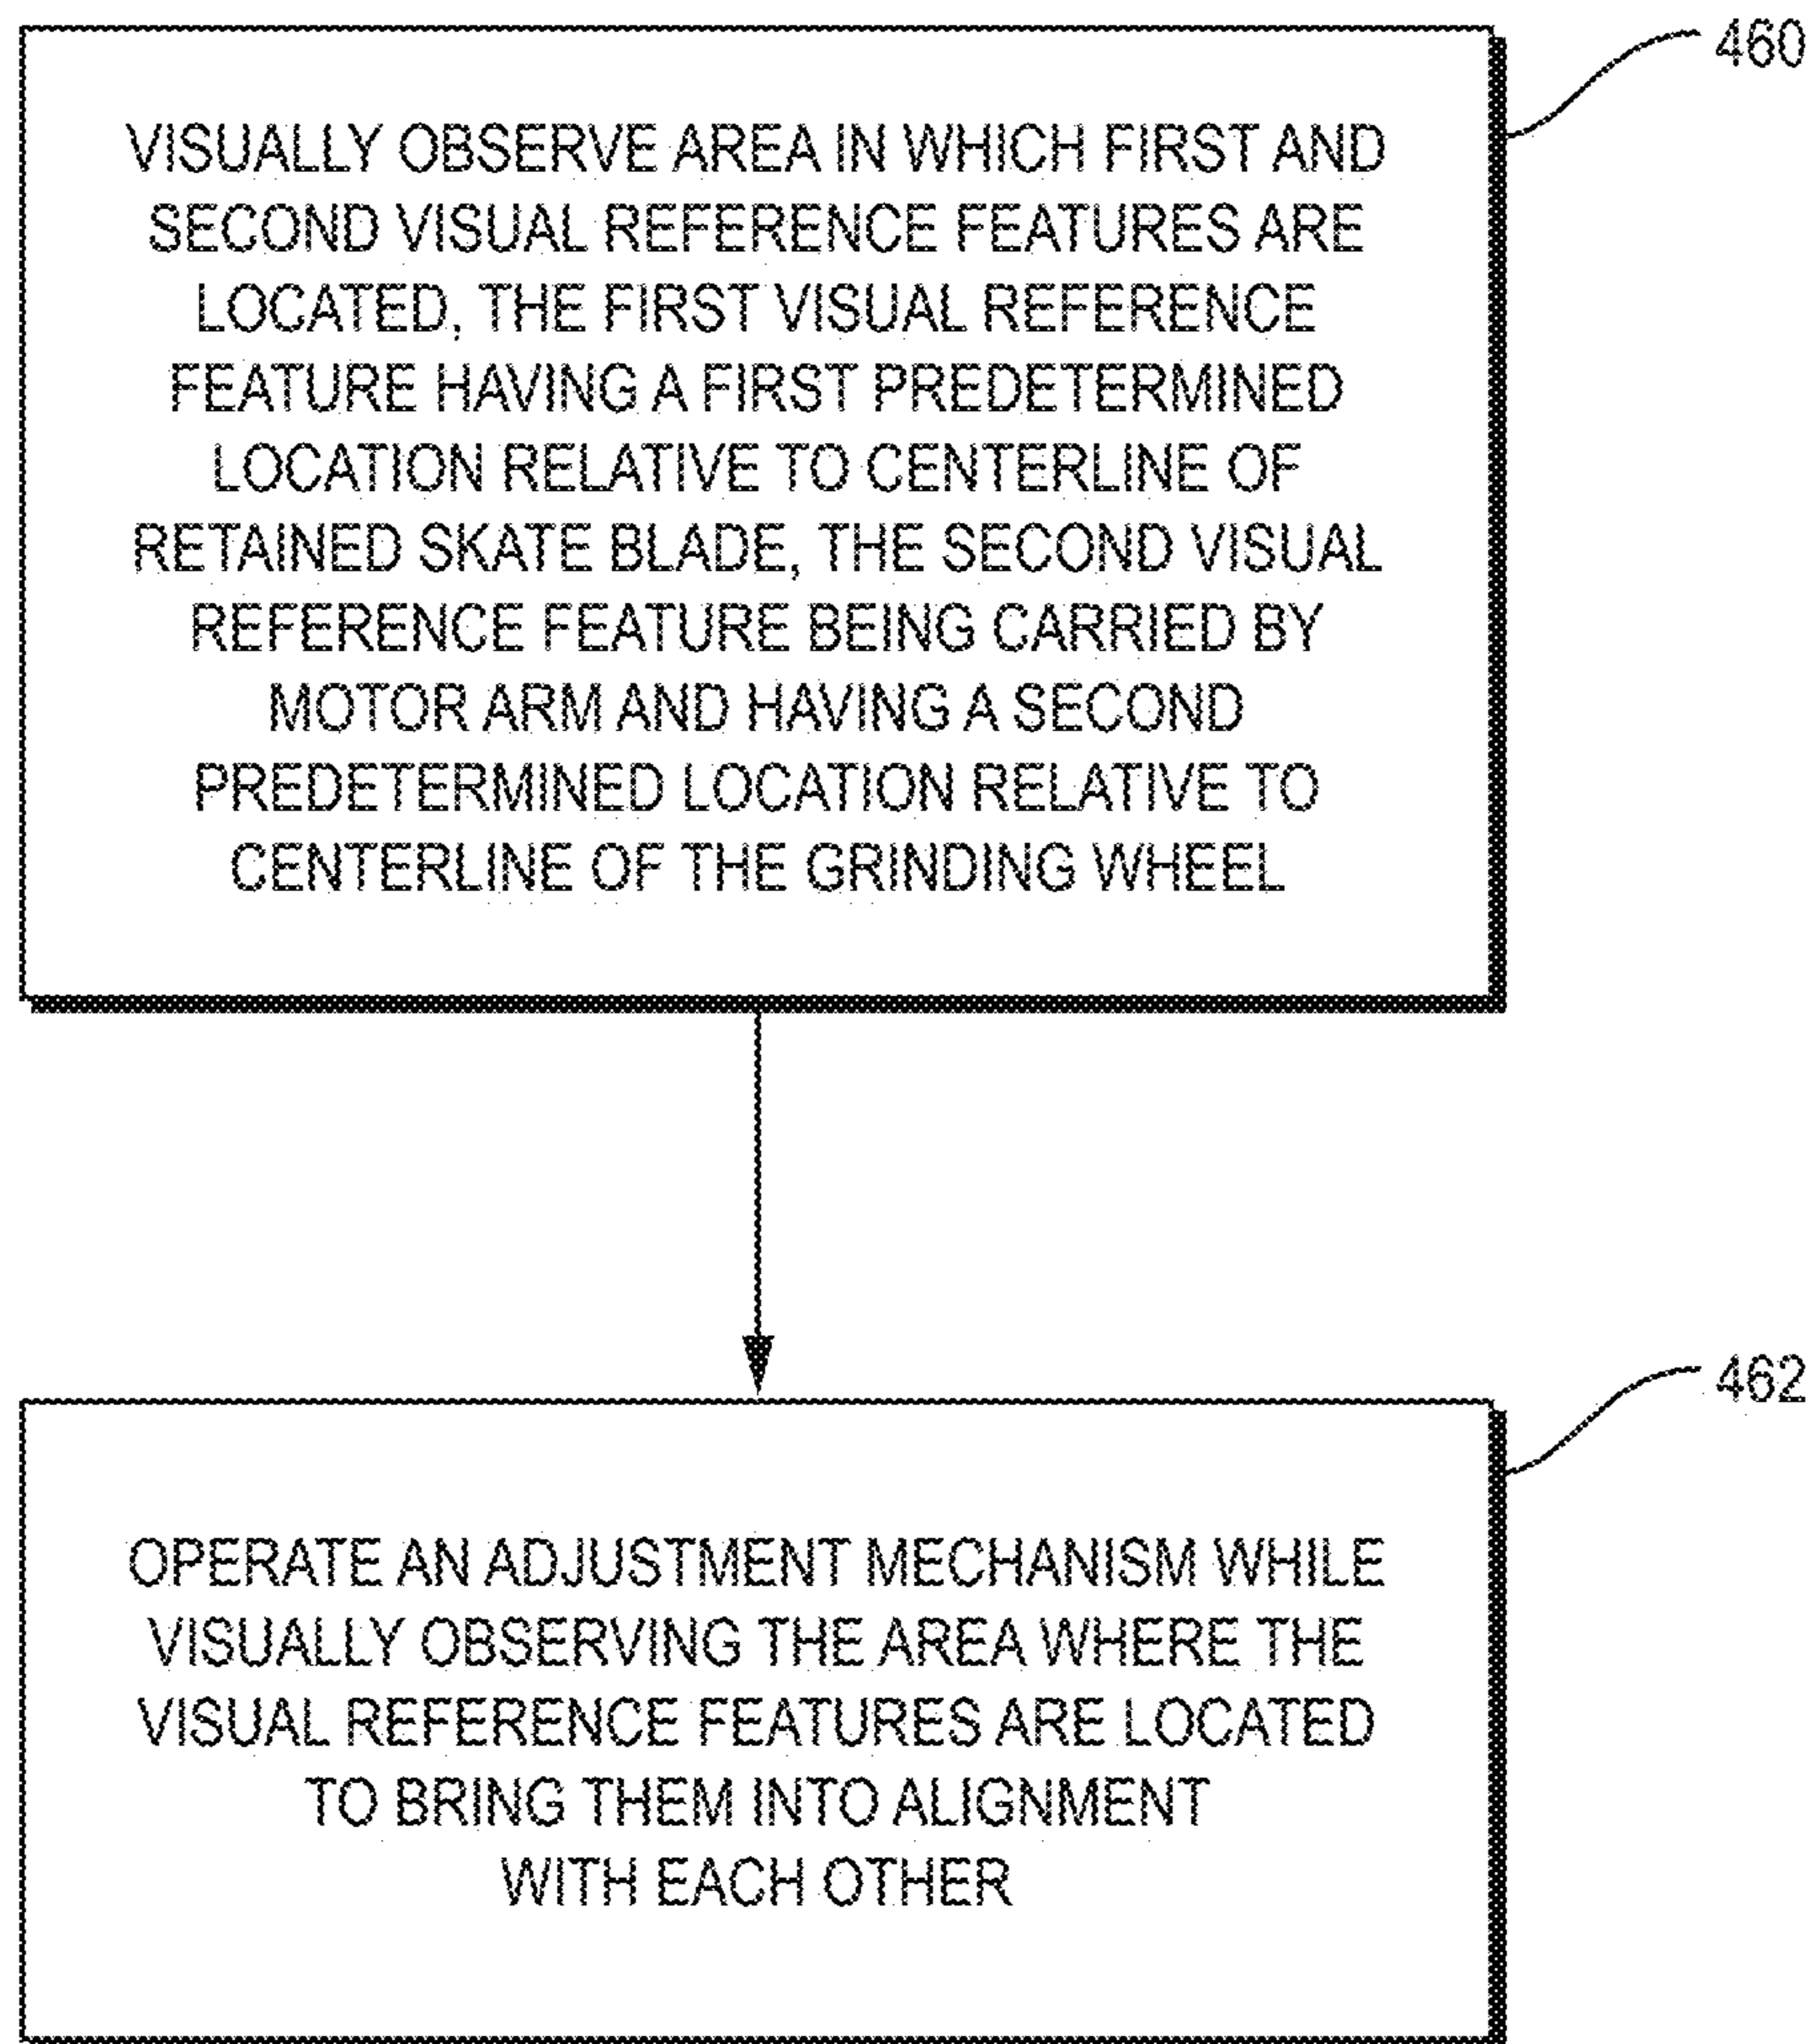 460
VISUALLY OBSERVE AREA IN WHICH FIRST AND
SECOND VISUAL REFERENCE FEATURES ARE
LOCATED, THE FIRST VISUAL REFERENCE
FEATURE HAVING A FIRST PREDETERMINED
LOCATION RELATIVE TO CENTERLINE OF
RETAINED SKATE BLADE, THE SECOND VISUAL
REFERENCE FEATURE BEING CARRIED BY
MOTOR ARM AND HAVING A SECOND
PREDETERMINED LOCATION RELATIVE TO
CENTERLINE OF THE GRINDING WHEEL
462
OPERATE AN ADJUSTMENT MECHANISM WHILE
VISUALLY OBSERVING THE AREA WHERE THE
VISUAL REFERENCE FEATURES ARE LOCATED
TO BRING THEM INTO ALIGNMENT
WITH EACH OTHER